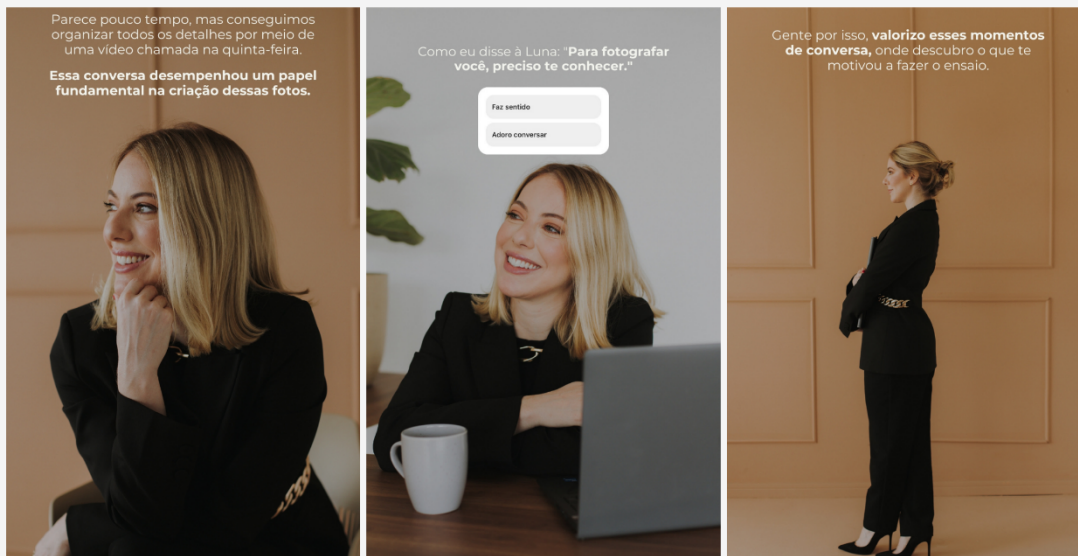 Parece pouco tempo, mas conseguimos
organizar todos os detalhes por meio de
uma vídeo chamada na quinta-feira.
Essa conversa desempenhou um papel
fundamental na criação dessas fotos.
Como eu disse à Luna: "Para fotografar
você, preciso te conhecer."
Faz sentido
Adoro conversar
Gente por isso, valorizo esses momentos
de conversa, onde descubro o que te
motivou a fazer o ensaio.